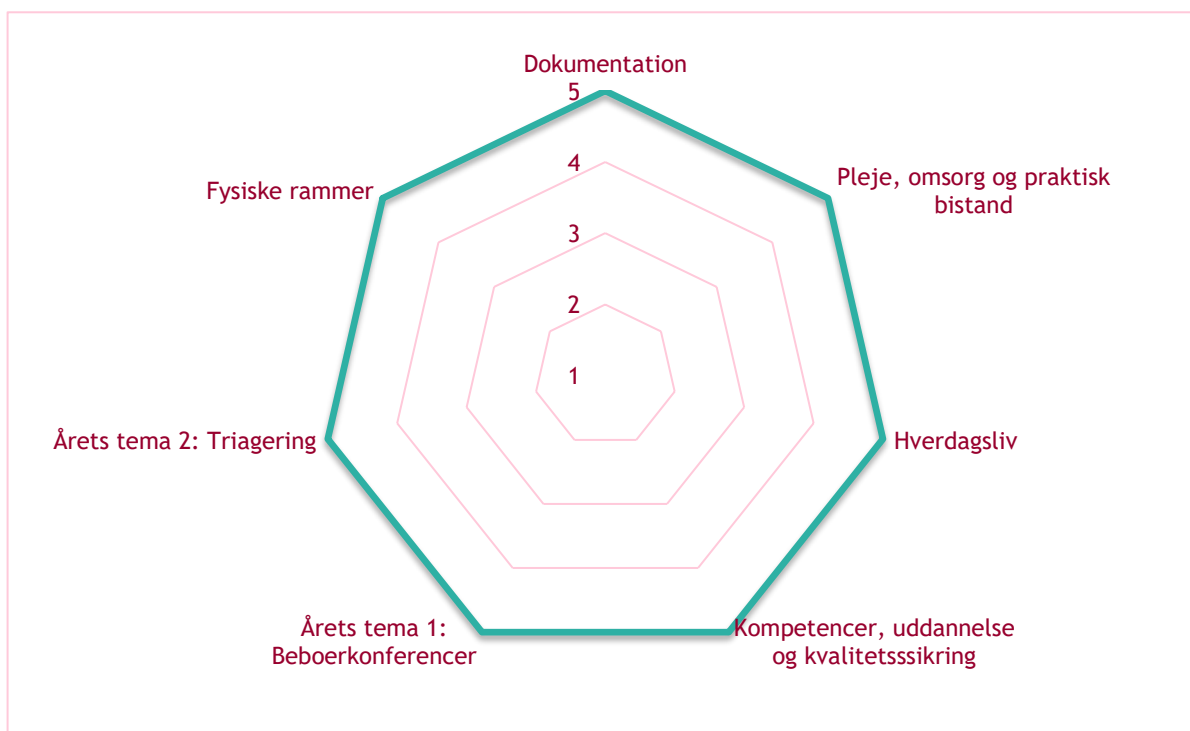 Dokumentation
5
4
3
2
1
Pleje, omsorg og praktisk
bistand
Hverdagsliv
Kompetencer, uddannelse
og kvalitetsssikring
Årets tema 1:
Beboerkonferencer
Årets tema 2: Triagering
Fysiske rammer